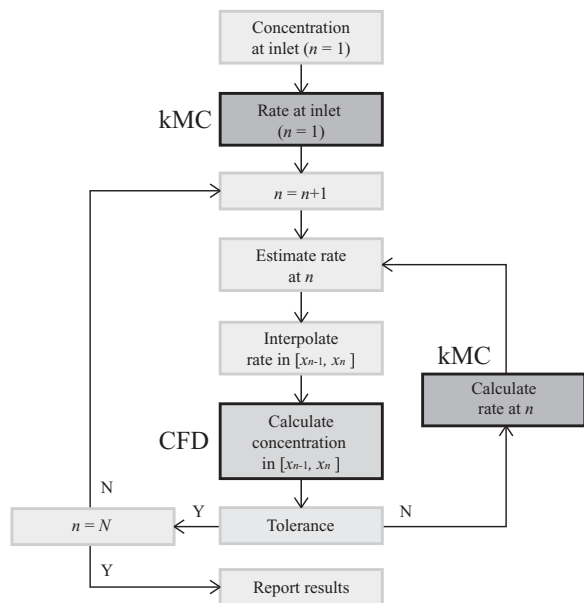 Concentration
at inlet (n = 1)
kMC
Rate at inlet
(n = 1)
n = n+1
Estimate rate
at n
Interpolate
rate in [xn-1, xn ]
kMC
Calculate
rate at n
CFD
Calculate
concentration
in [xn-1, xn ]
N
Y
N
n = N
Tolerance
Y
Report results